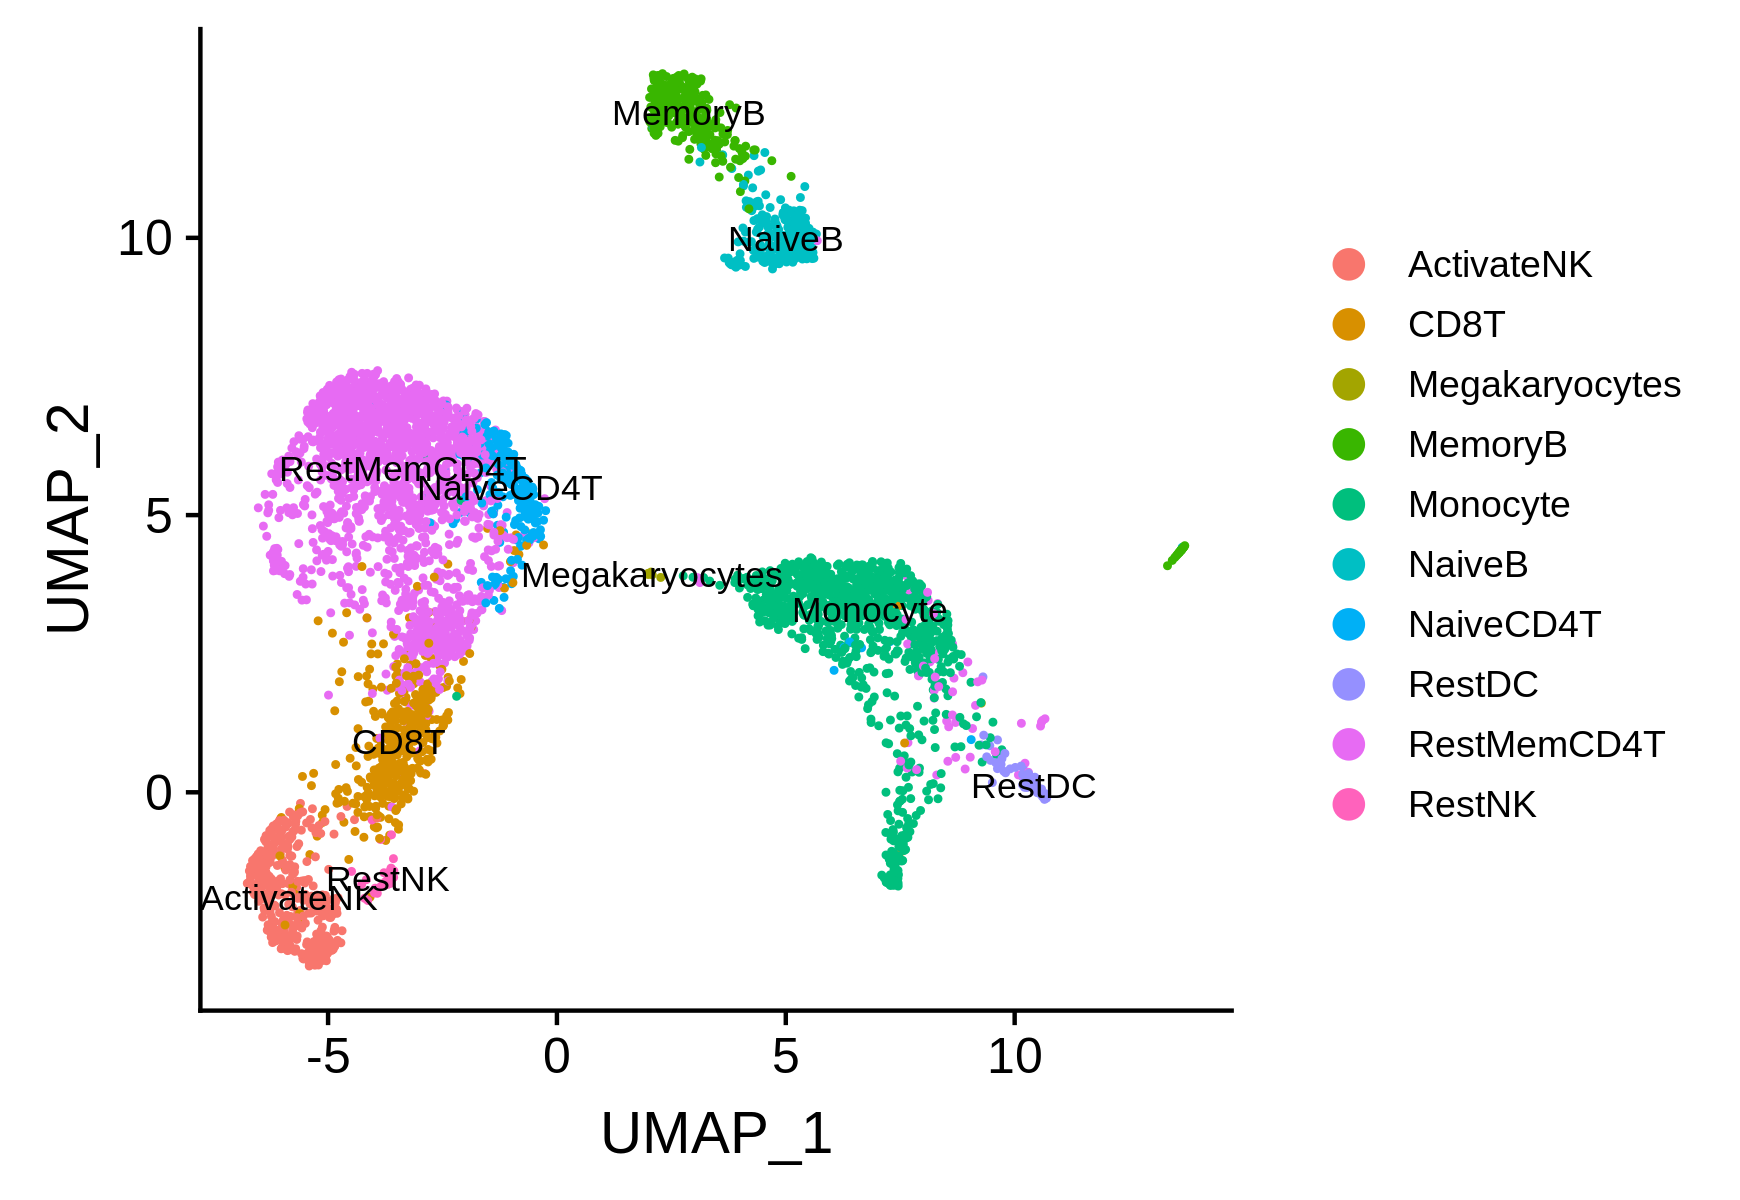 MemoryB
NaiveB
RestMemCD4T
NaiveCD4T
Megakaryocytes
Monocyte
CD8T
RestDC
RestNK
ActivateNK
10
5
0
UMAP_2
-5
0
5
10
UMAP_1
ActivateNK
CD8T
Megakaryocytes
MemoryB
Monocyte
NaiveB
NaiveCD4T
RestDC
RestMemCD4T
RestNK